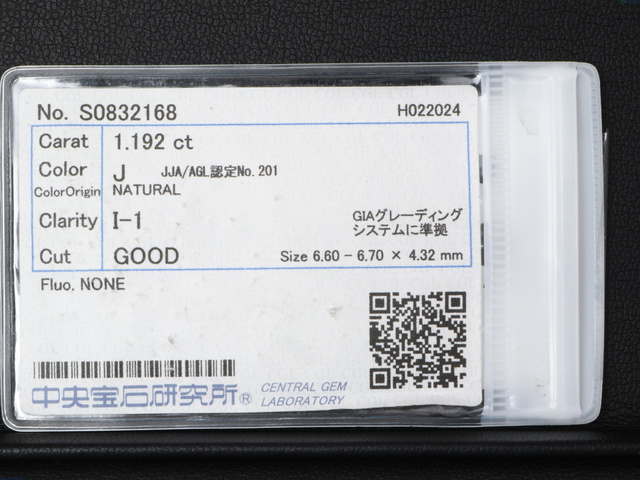 No. S0832168 H022024
Carat 1.192 ct
Color J JJA/AGL認定No.201
ColorOrigin NATURAL
Clarity I-1 GIAグレーディング
システムに準拠
Cut GOOD Size 6.60 - 6.70 × 4.32 mm
Fluo. NONE
中央宝石研究所® CENTRAL GEM
LABORATORY